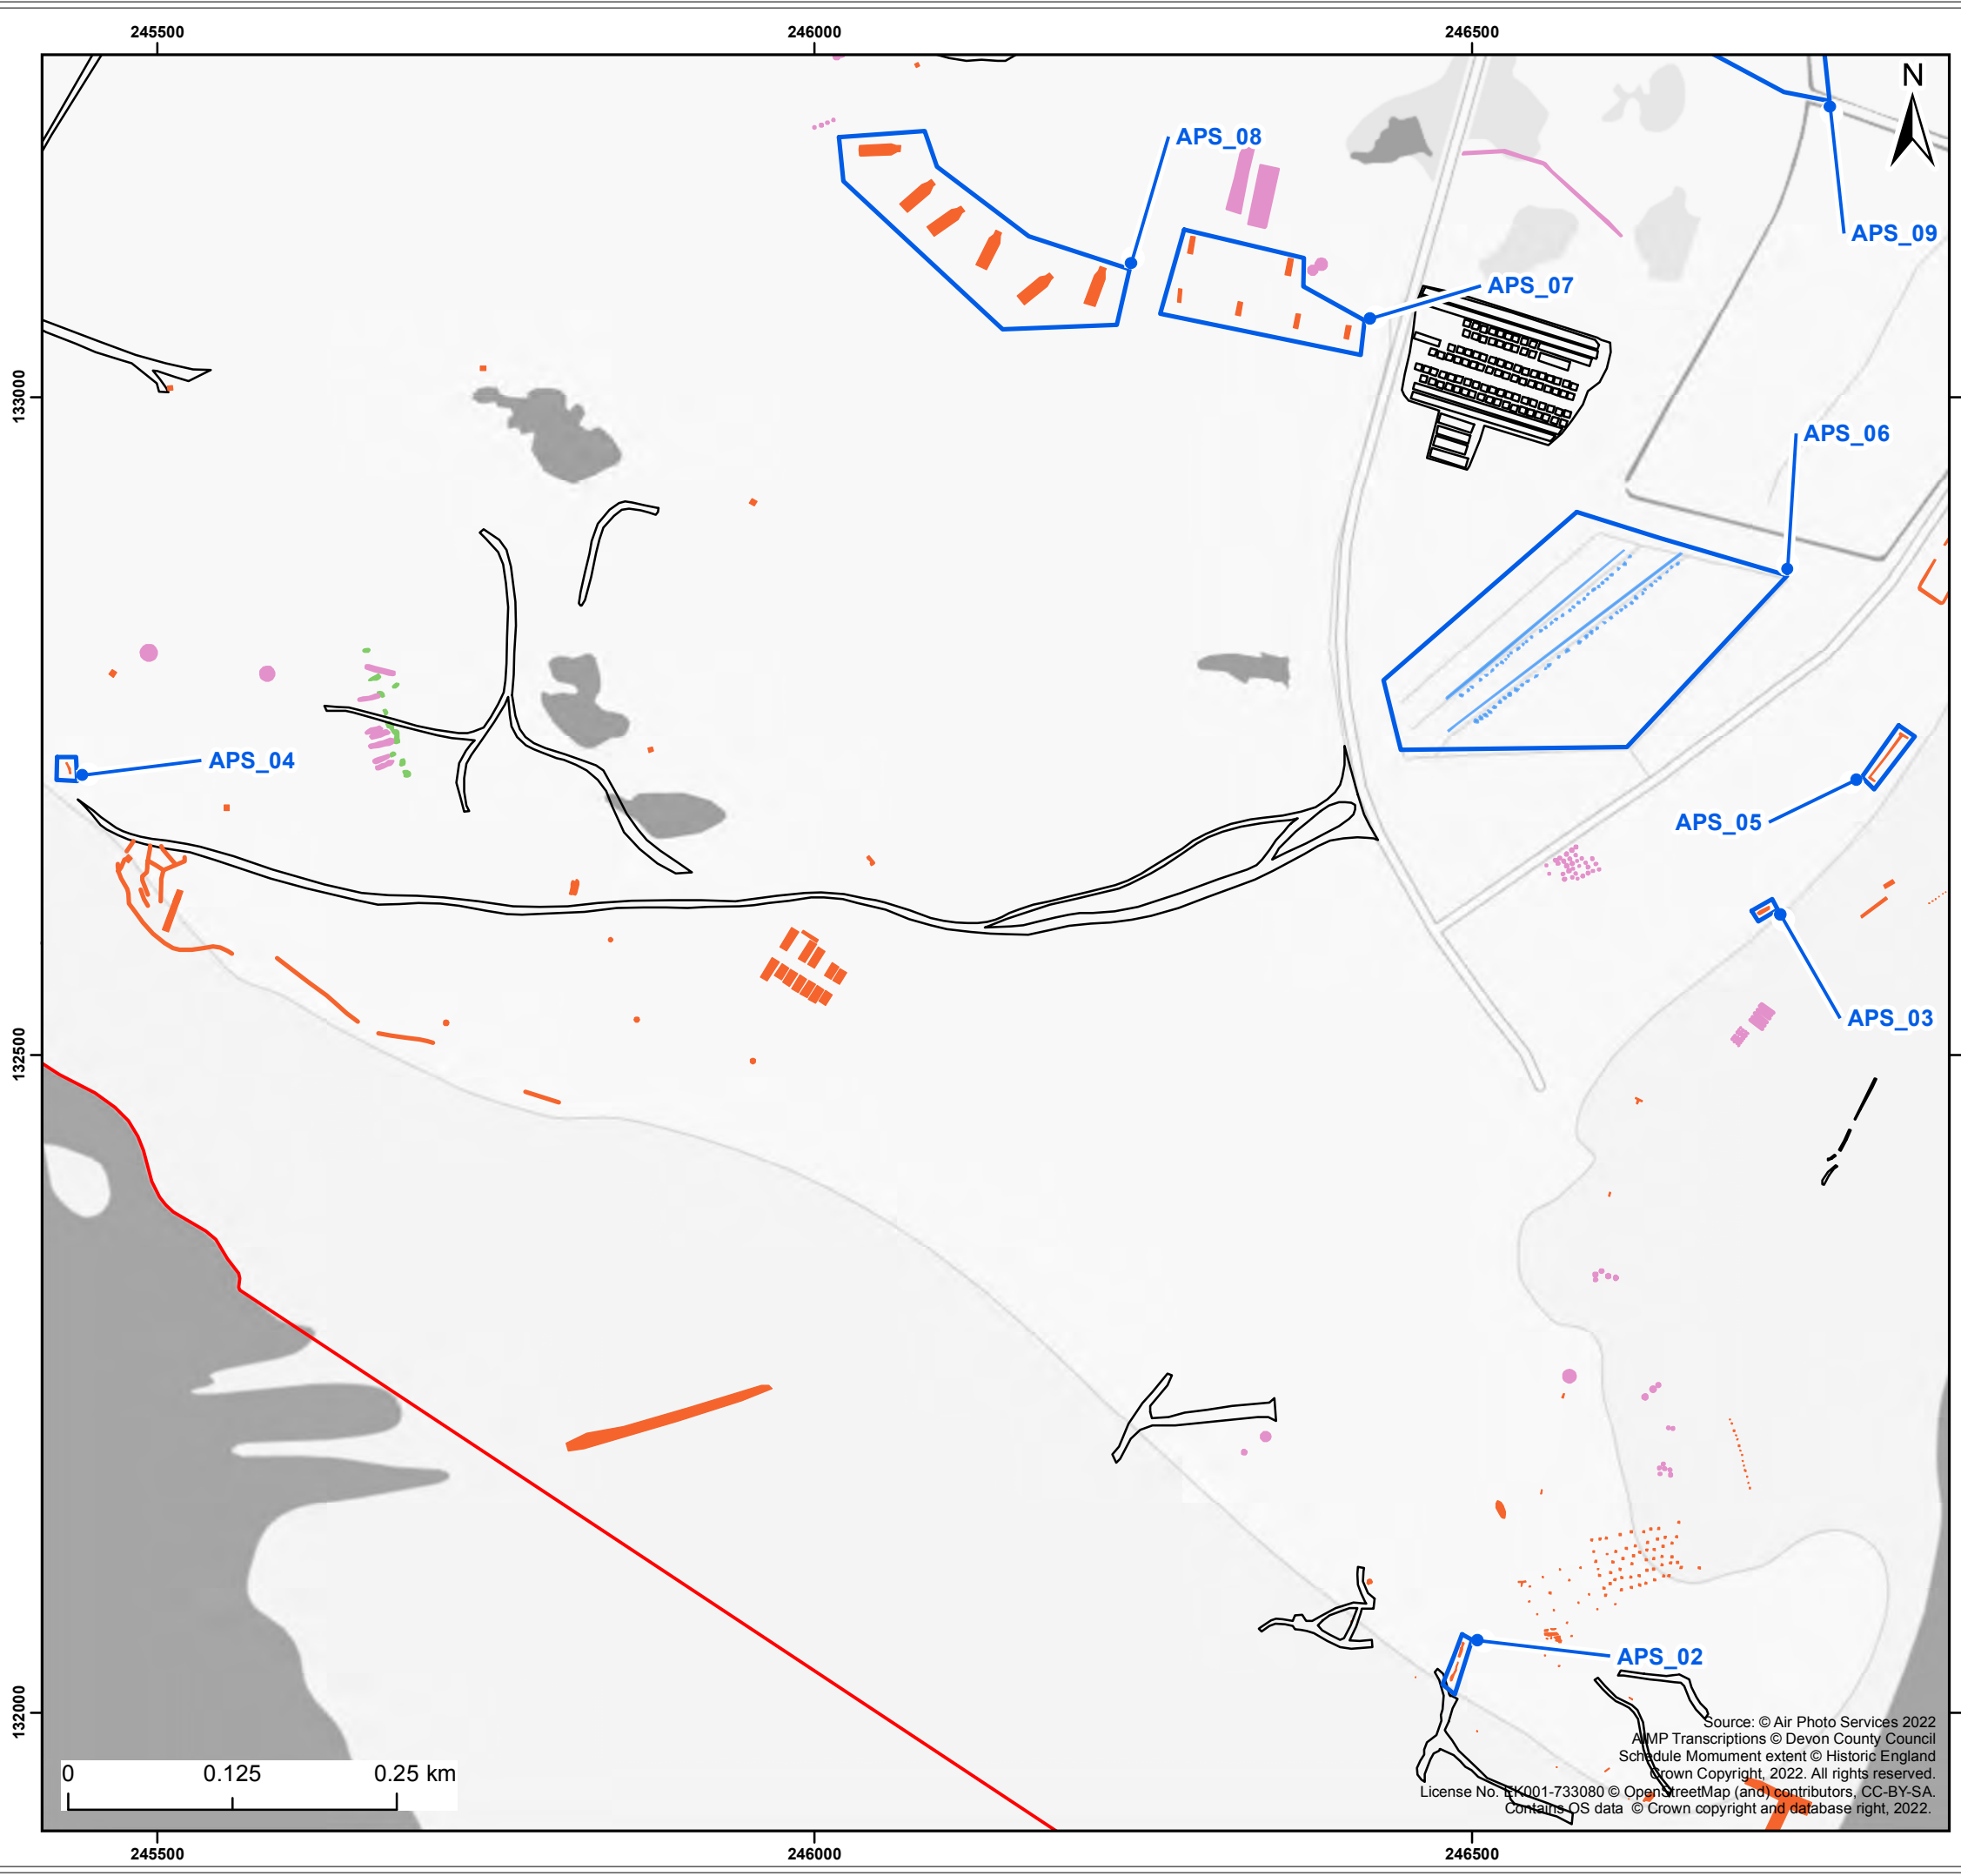 245500 246000 246500
N
APS_08
APS_09
APS_07
133000
APS_06
APS_04
APS_05
APS_03
132500
APS_02
132000
Source: © Air Photo Services 2022
AIMP Transcriptions © Devon County Council
Schedule Momument extent © Historic England
Crown Copyright, 2022. All rights reserved.
License No. EK001-733080 © OpenStreetMap (and) contributors, CC-BY-SA.
Contains OS data © Crown copyright and database right, 2022.
0 0.125 0.25 km
245500 246000 246500